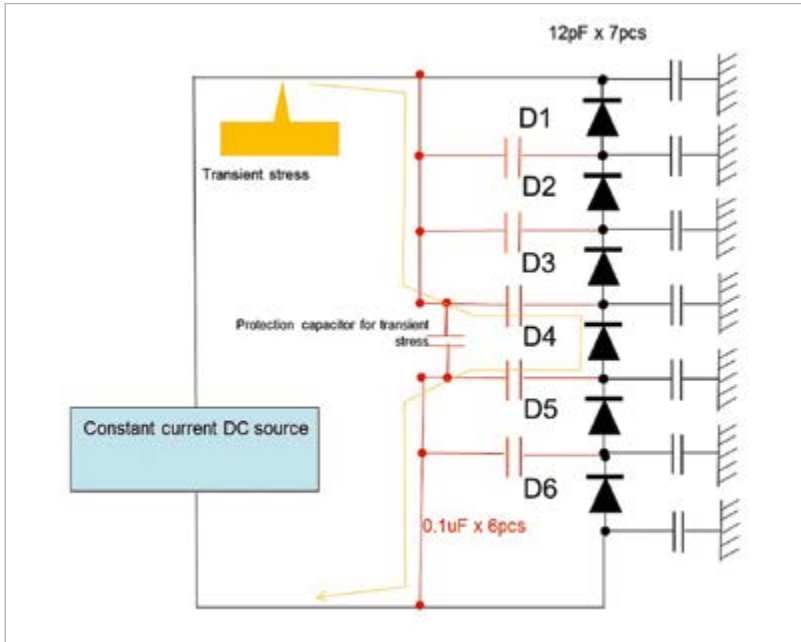 12pF x 7pcs
D1
Transient stress
D2
D3
Protection capacitor for transient
stress
D4
Constant current DC source
D5
D6
0.1uF x 6pcs